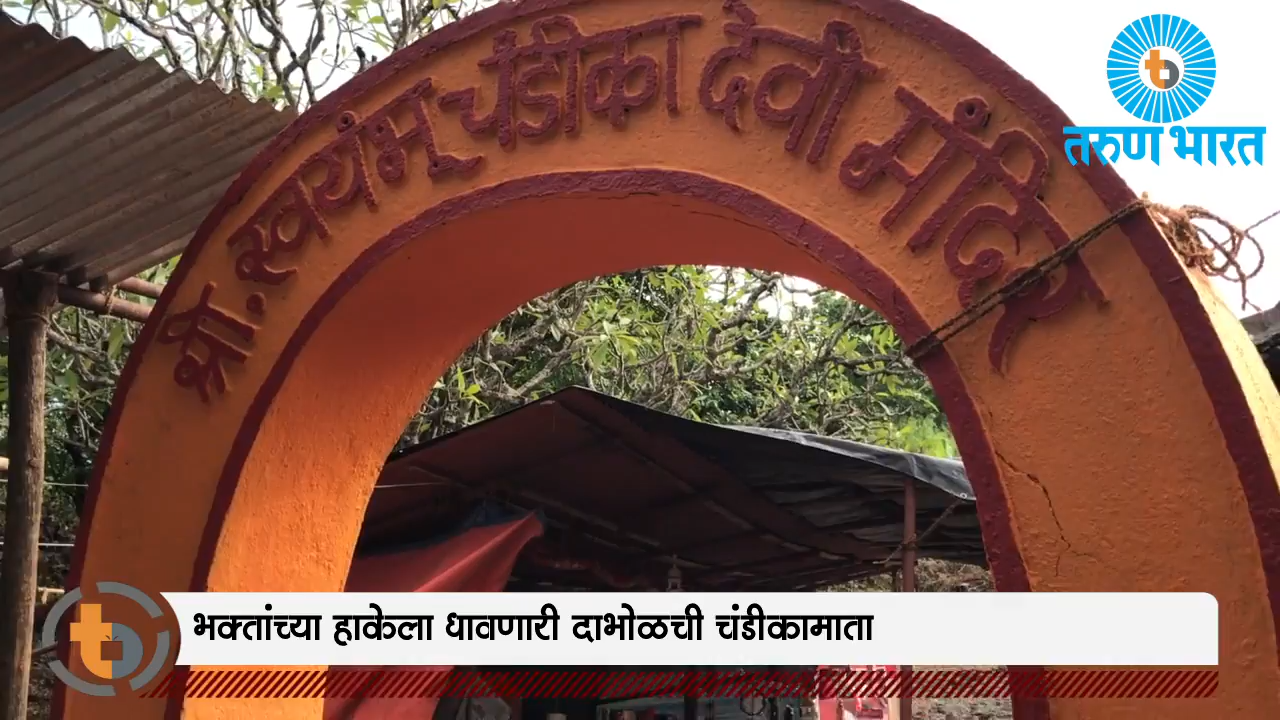 श्री. स्वयंभू चंडीका देवी मंदिर
तरुण भारत
भक्तांच्या हाकेला धावणारी दाभोळची चंडीकामाता